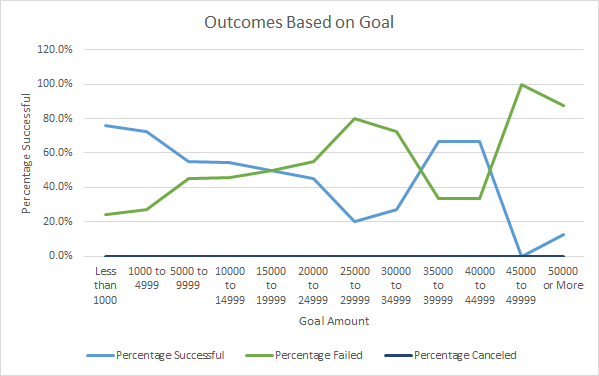 Outcomes Based on Goal
Percentage Successful
120.0%
100.0%
80.0%
60.0%
40.0%
20.0%
0.0%
Less than 1000
1000 to 4999
5000 to 9999
10000 to 14999
15000 to 19999
20000 to 24999
25000 to 29999
30000 to 34999
35000 to 39999
40000 to 44999
45000 to 49999
50000 or More
Goal Amount
Percentage Successful
Percentage Failed
Percentage Canceled